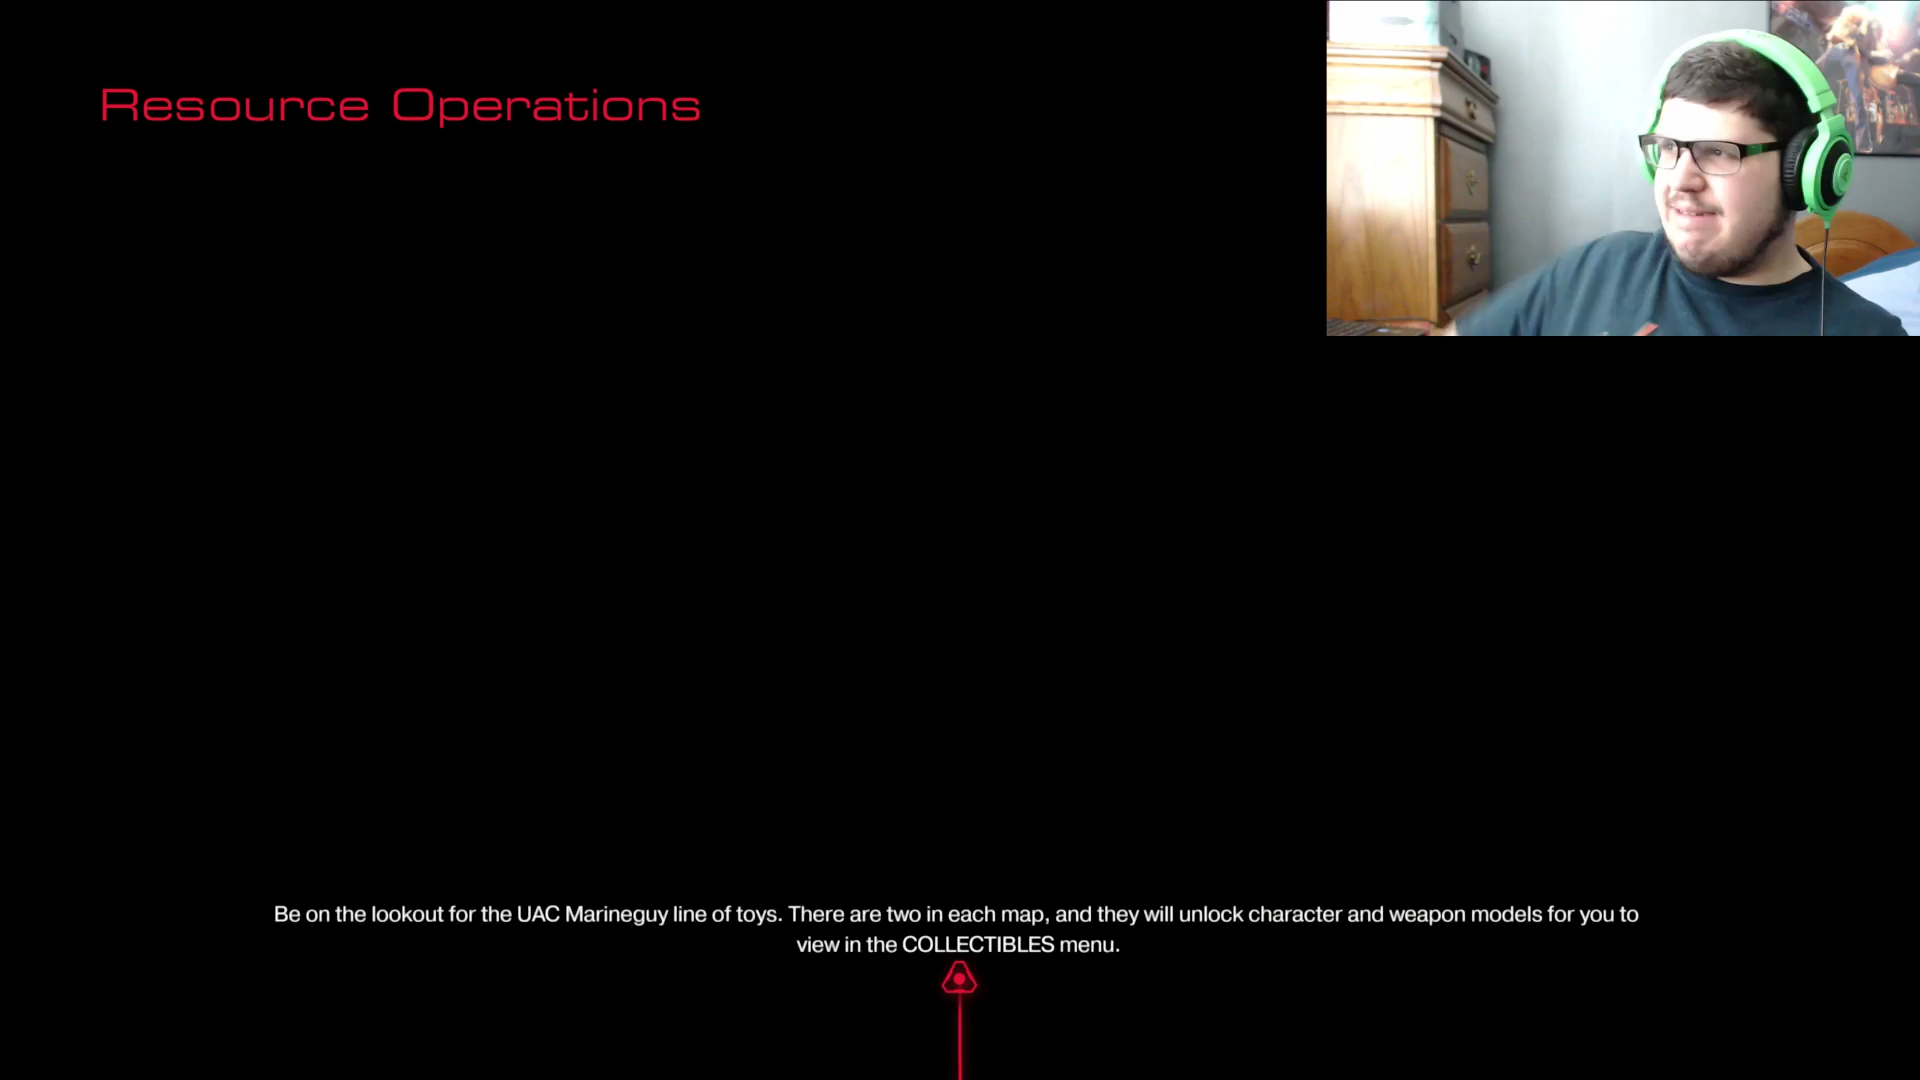 Resource Operations
Be on the lookout for the UAC Marineguy line of toys. There are two in each map, and they will unlock character and weapon models for you to
view in the COLLECTIBLES menu.